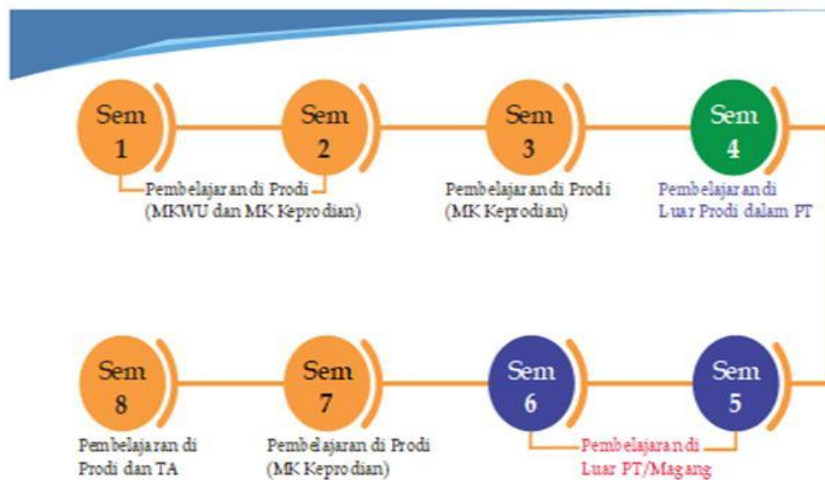 Sem
1
Sem
2
Sem
3
Sem
4
Pembelajaran di Prodi
(MKWU dan MK Keprodian)
Pembelajaran di Prodi
(MK Keprodian)
Pembelajaran di
Luar Prodi dalam PT
Sem
8
Sem
7
Sem
6
Sem
5
Pembelajaran di
Prodi dan TA
Pembelajaran di Prodi
(MK Keprodian)
Pembelajaran di
Luar PT/Magang